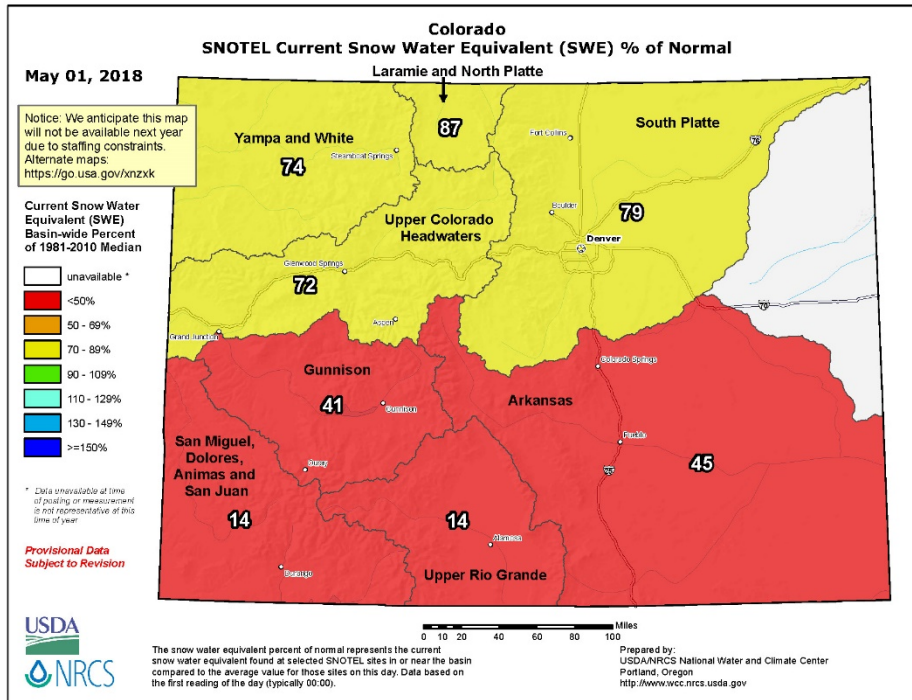 Colorado
SNOTEL Current Snow Water Equivalent (SWE) % of Normal
May 01, 2018
Laramie and North Platte
Notice: We anticipate this map
will not be available next year
due to staffing constraints.
Alternate maps:
https://go.usa.gov/xnzxk
Current Snow Water
Equivalent (SWE)
Basin-wide Percent
of 1981-2010 Median
unavailable *
<50%
50 - 69%
70 - 89%
90 - 109%
110 - 129%
130 - 149%
>=150%
* Data unavailable at time
of posting or measurement
is not representative at this
time of year
Provisional Data
Subject to Revision
87
Yampa and White
Steamboat Springs
74
Fort Collins
South Platte
76
Boulder
79
Upper Colorado
Headwaters
Denver
Glenwood Springs
72
Aspen
70
Grand Junction
Colorado Springs
Gunnison
41
Gunnison
Arkansas
Pueblo
45
San Miguel,
Dolores,
Animas and
San Juan
Ouray
14
14
Alamosa
Durango
Upper Rio Grande
USDA
NRCS
0 10 20 40 60 80 100
Miles
The snow water equivalent percent of normal represents the current
snow water equivalent found at selected SNOTEL sites in or near the basin
compared to the average value for those sites on this day. Data based on
the first reading of the day (typically 00:00).
Prepared by:
USDA/NRCS National Water and Climate Center
Portland, Oregon
http://www.wcc.nrcs.usda.gov